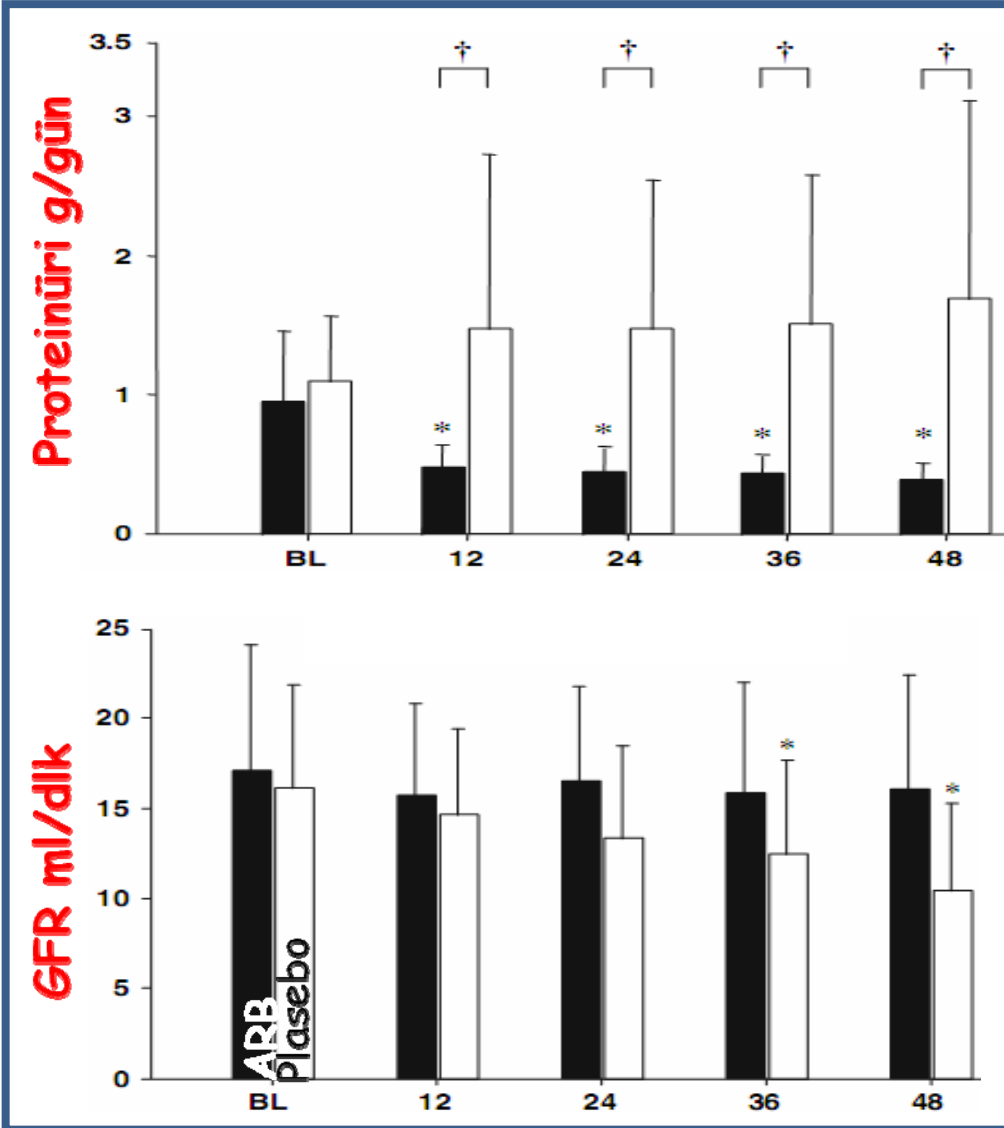 Proteinüri g/gün
3.5
3
2
1
0
† † † †
* * * *
BL 12 24 36 48
GFR ml/dlk
25
20
15
10
5
0
* *
ARB
Plasebo
BL 12 24 36 48